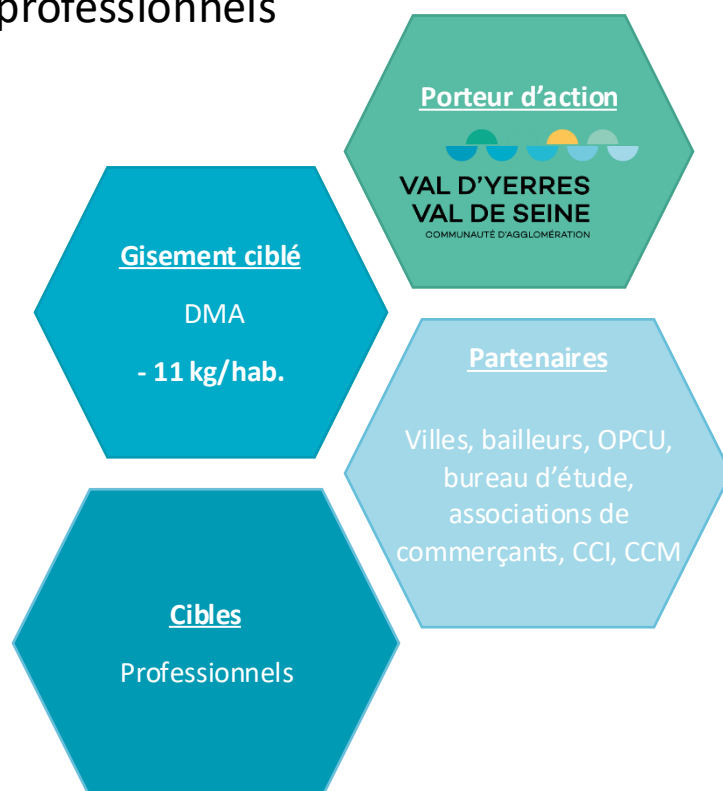 professionnels
Porteur d'action
VAL D'YERRES
VAL DE SEINE
COMMUNAUTÉ D'AGGLOMÉRATION
Gisement ciblé
DMA
- 11 kg/hab.
Partenaires
Villes, bailleurs, OPCU,
bureau d'étude,
associations de
commerçants, CCI, CCM
Cibles
Professionnels